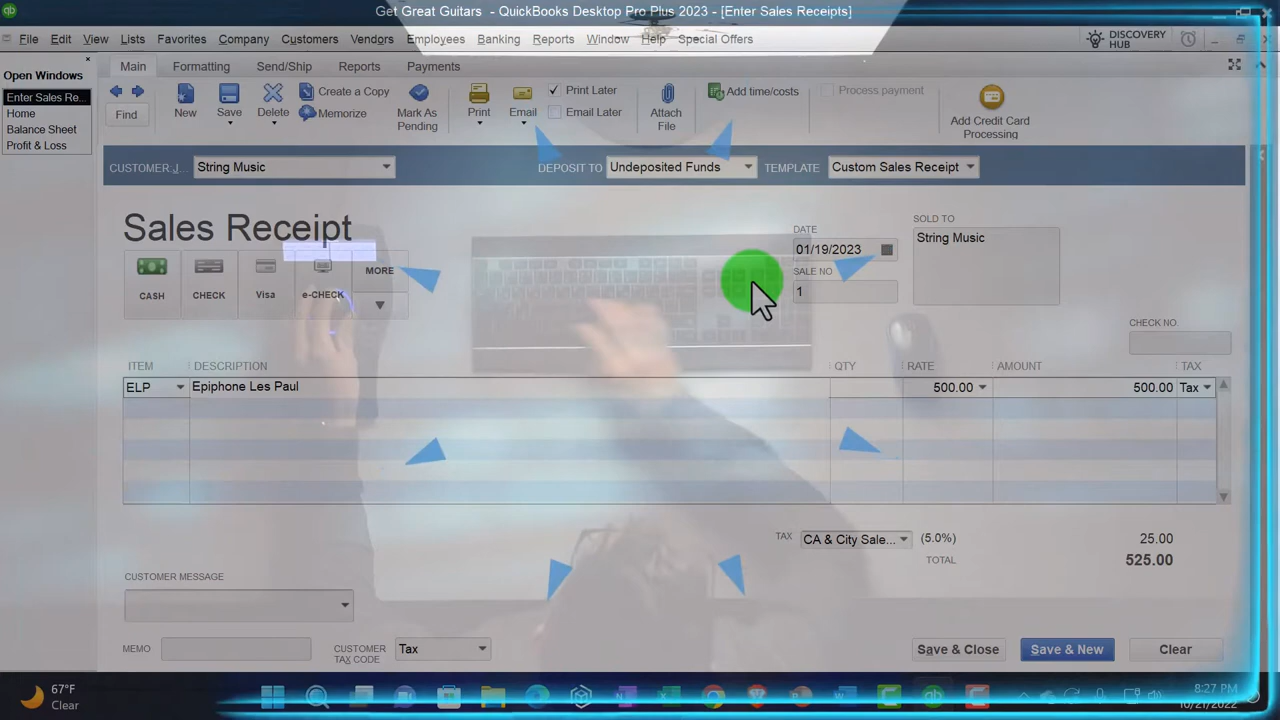 Get Great Guitars - QuickBooks Desktop Pro Plus 2023 - [Enter Sales Receipts]
File Edit View Lists Favorites Company Customers Vendors Employees Banking Reports Window Help Special Offers
DISCOVERY HUB
Open Windows
Enter Sales Re...
Home
Balance Sheet
Profit & Loss
Main Formatting Send/Ship Reports Payments
Find
New
Save
Delete
Create a Copy
Memorize
Mark As
Pending
Print
Email
Print Later
Email Later
Attach
File
Add time/costs
Process payment
Add Credit Card
Processing
CUSTOMER:J... String Music DEPOSIT TO Undeposited Funds TEMPLATE Custom Sales Receipt
Sales Receipt
CASH
CHECK
Visa
e-CHECK
MORE
DATE
01/19/2023
SALE NO
1
SOLD TO
String Music
CHECK NO.
ITEM DESCRIPTION QTY RATE AMOUNT TAX
ELP Epiphone Les Paul 500.00 500.00 Tax
TAX CA & City Sale... (5.0%) 25.00
TOTAL 525.00
CUSTOMER MESSAGE
MEMO
CUSTOMER
TAX CODE
Tax
Save & Close
Save & New
Clear
67°F
Clear
8:27 PM
10/21/2022